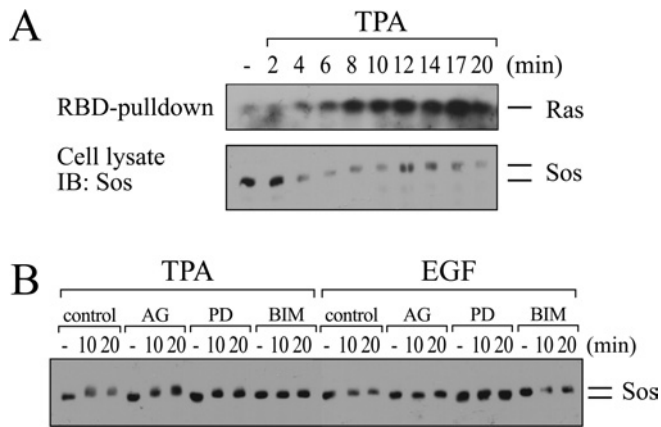 A
TPA
- 2 4 6 8 10 12 14 17 20 (min)
RBD-pulldown
Ras
Cell lysate
IB: Sos
Sos
B
TPA EGF
control AG PD BIM control AG PD BIM
- 10 20 - 10 20 - 10 20 - 10 20 - 10 20 - 10 20 - 10 20 - 10 20 (min)
Sos